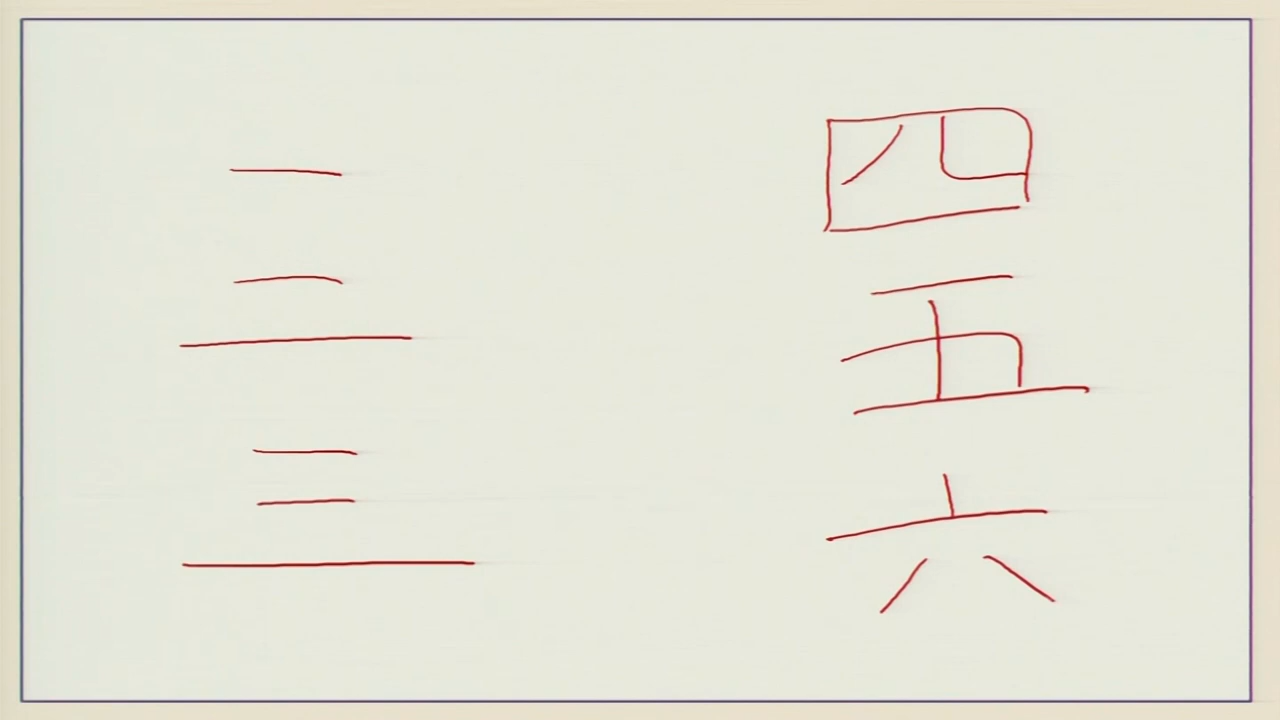 一
二
三
四
五
六